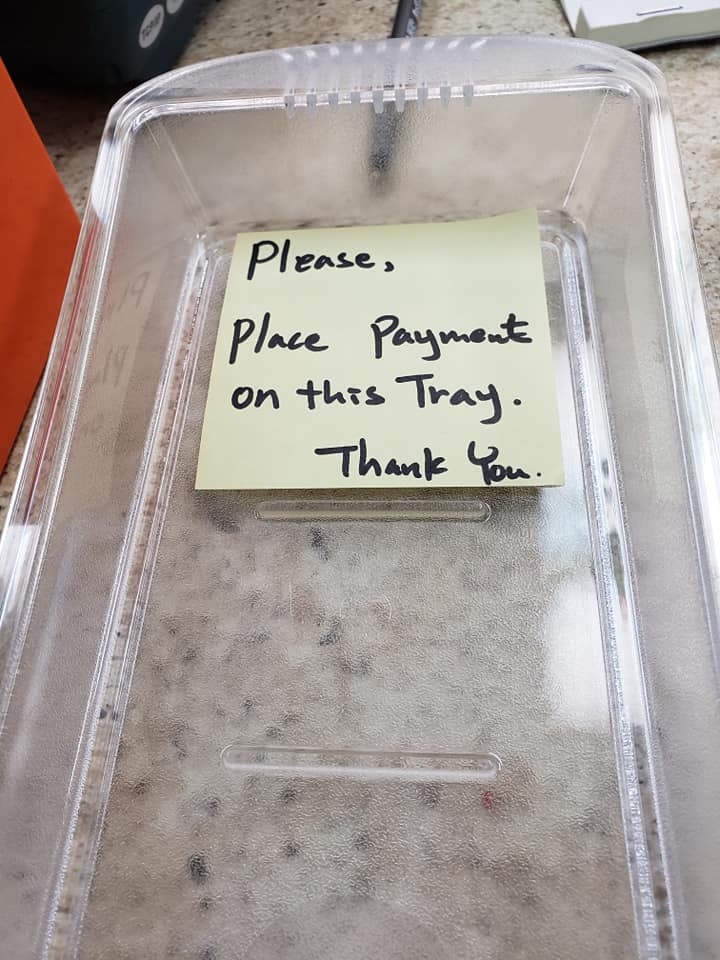 Please,
Place Payment
on this Tray.
Thank You.